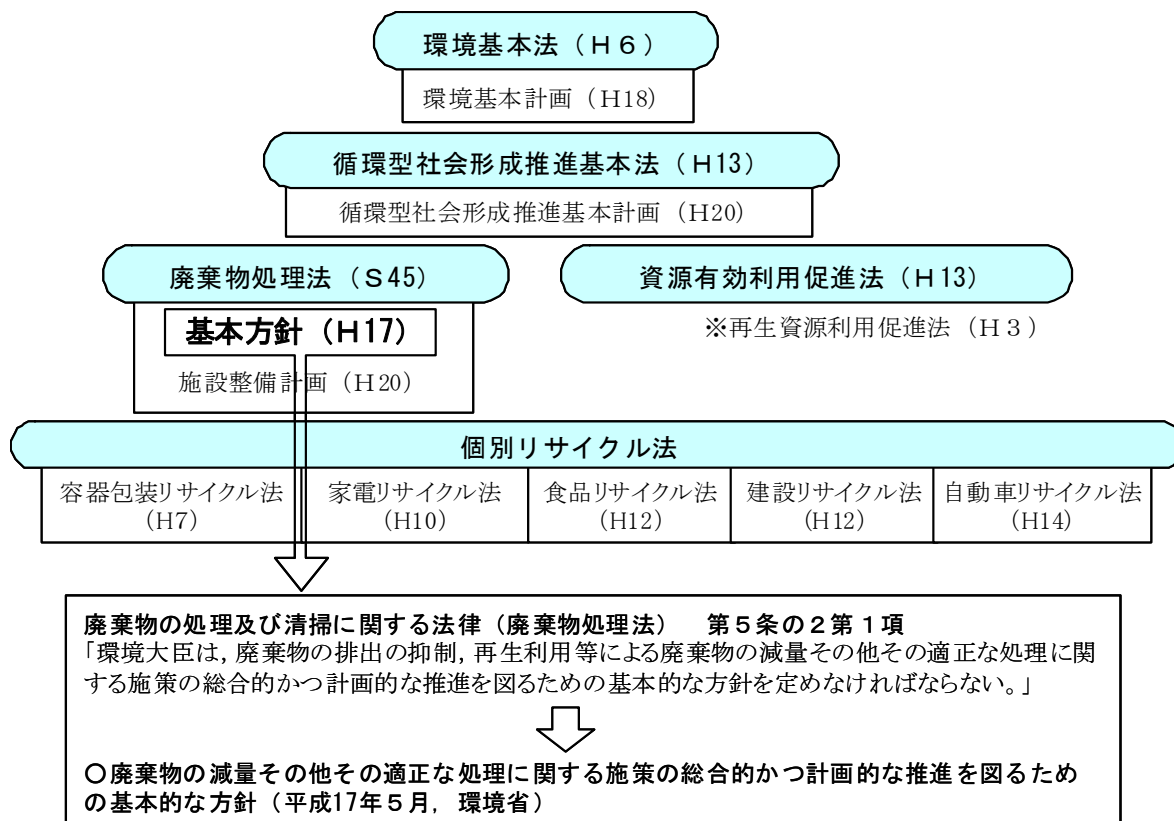 環境基本法（Ｈ６）
環境基本計画（H18）
循環型社会形成推進基本法（Ｈ13）
循環型社会形成推進基本計画（H20）
廃棄物処理法（Ｓ45）
資源有効利用促進法（Ｈ13）
基本方針（Ｈ17）
※再生資源利用促進法（Ｈ３）
施設整備計画（Ｈ20）
個別リサイクル法
容器包装リサイクル法
（H7）
家電リサイクル法
（H10）
食品リサイクル法
（H12）
建設リサイクル法
（H12）
自動車リサイクル法
（H14）
廃棄物の処理及び清掃に関する法律（廃棄物処理法）　第５条の２第１項
「環境大臣は，廃棄物の排出の抑制，再生利用等による廃棄物の減量その他その適正な処理に関
する施策の総合的かつ計画的な推進を図るための基本的な方針を定めなければならない。」
○廃棄物の減量その他その適正な処理に関する施策の総合的かつ計画的な推進を図るため
の基本的な方針（平成17年５月，環境省）